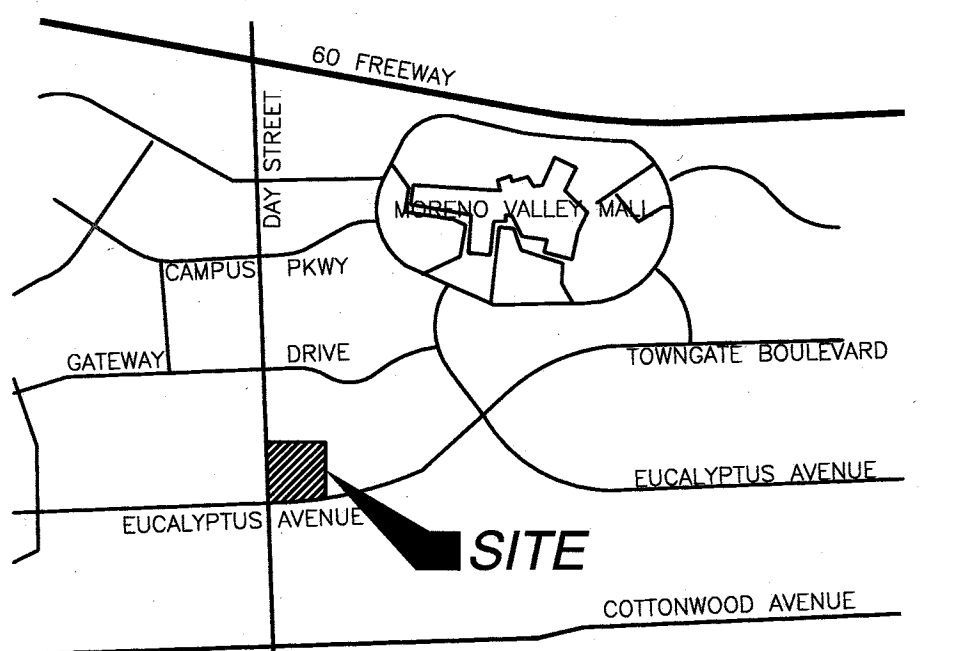 60 FREEWAY
DAY STREET
MORENO VALLEY MALL
CAMPUS PKWY
GATEWAY DRIVE
TOWNGATE BOULEVARD
EUCALYPTUS AVENUE
EUCALYPTUS AVENUE
SITE
COTTONWOOD AVENUE